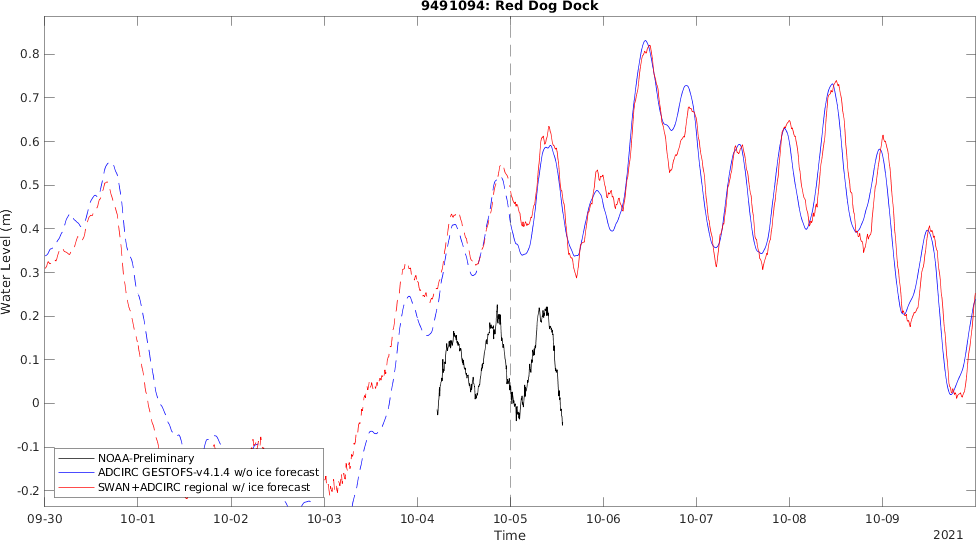 9491094: Red Dog Dock
Water Level (m)
0.8
0.7
0.6
0.5
0.4
0.3
0.2
0.1
0
-0.1
-0.2
NOAA-Preliminary
ADCIRC GESTOFS-v4.1.4 w/o ice forecast
SWAN+ADCIRC regional w/ ice forecast
09-30 10-01 10-02 10-03 10-04 10-05 10-06 10-07 10-08 10-09
Time
2021